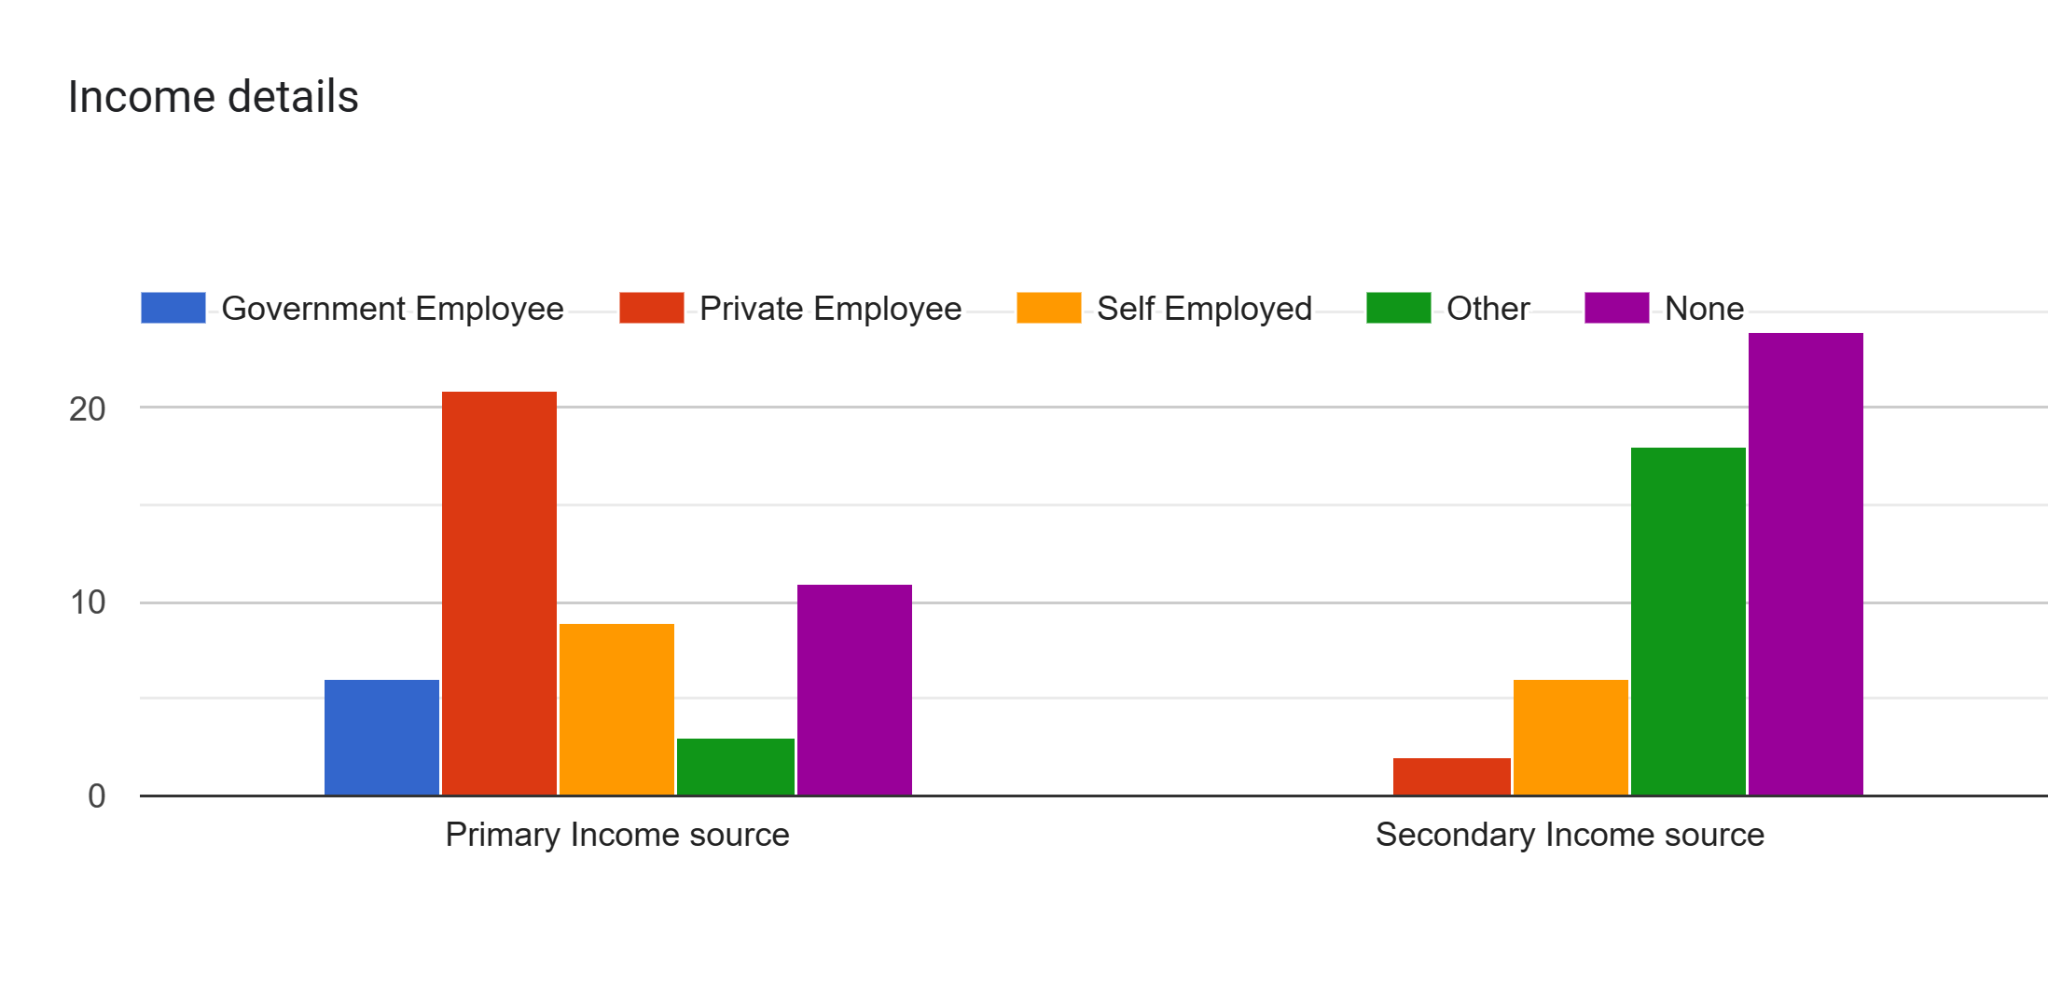 Income details
Government Employee Private Employee Self Employed Other None
20
10
0
Primary Income source Secondary Income source